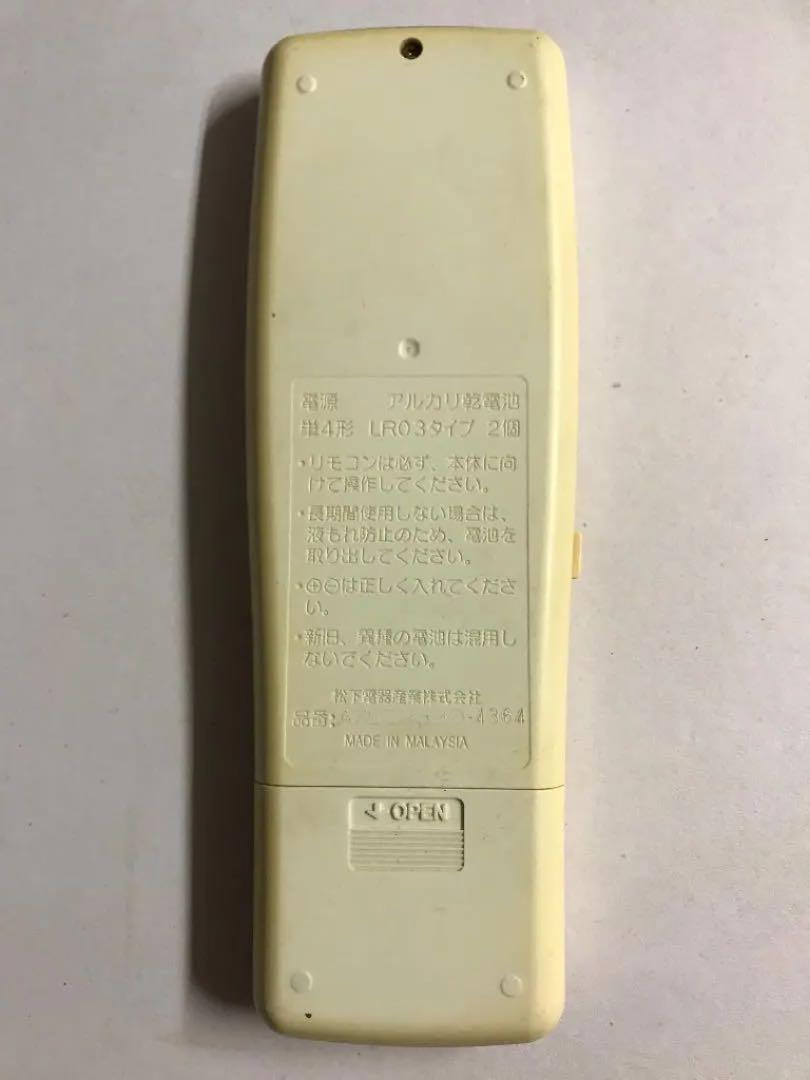 電源 アルカリ乾電池
単4形 LR03タイプ 2個
・リモコンは必ず、本体に向
けて操作してください。
・長期間使用しない場合は、
液もれ防止のため、電池を
取り出してください。
・⊕⊖は正しく入れてくださ
い。
・新旧、異種の電池は混用し
ないでください。
松下電器産業株式会社
品番: -4364
MADE IN MALAYSIA
OPEN